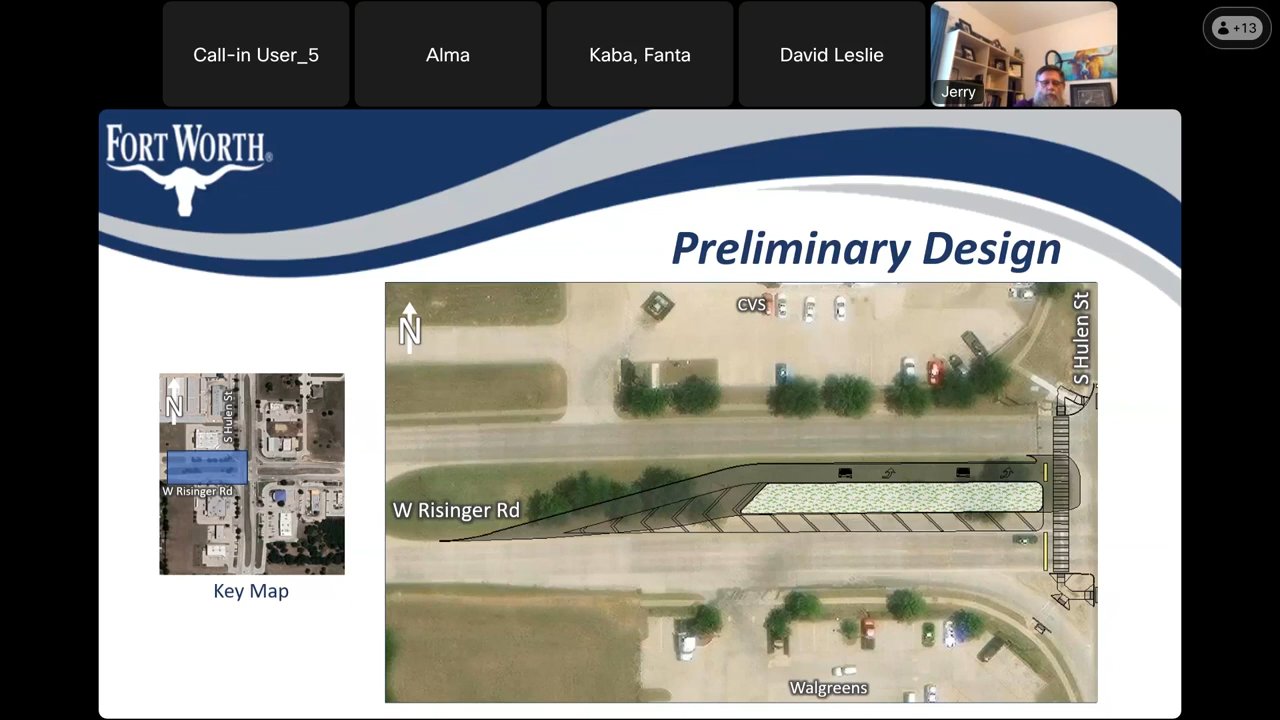 Call-in User_5
Alma
Kaba, Fanta
David Leslie
Jerry
+13
FORT WORTH®
Preliminary Design
N
CVS
S Hulen St
W Risinger Rd
Walgreens
N
S Hulen St
W Risinger Rd
Key Map